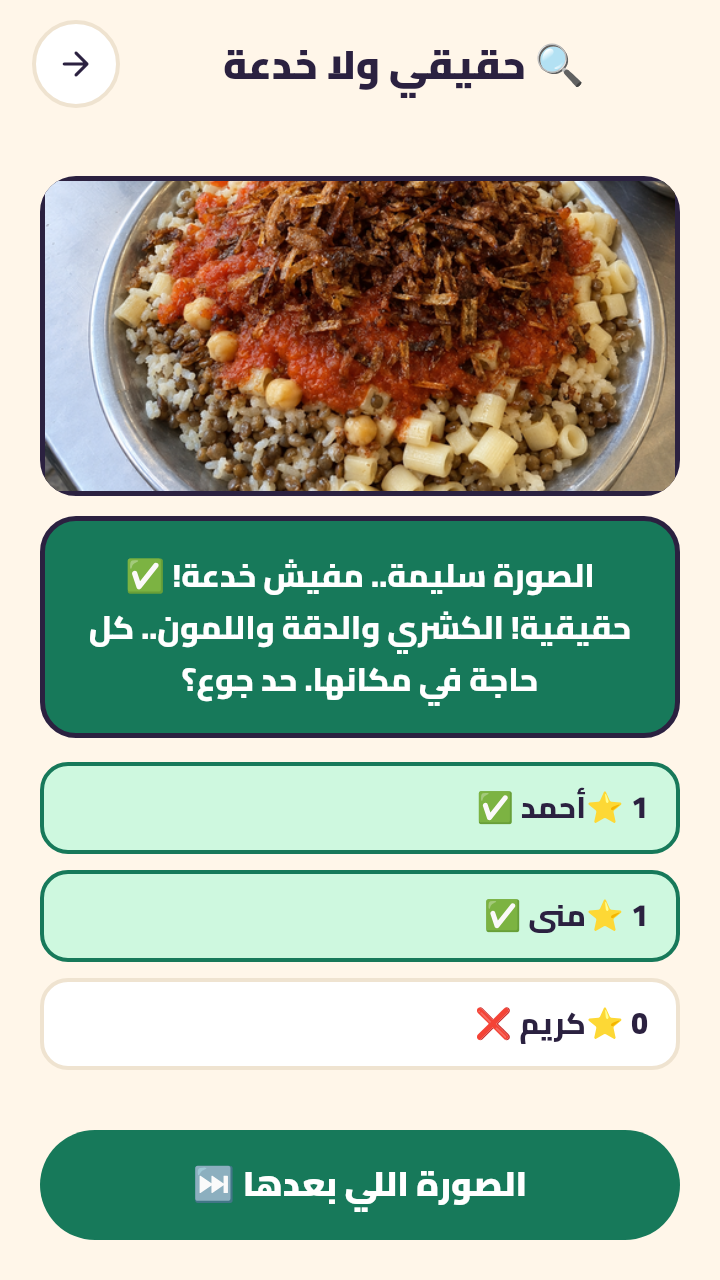 🔍 حقيقي ولا خدعة
الصورة سليمة.. مفيش خدعة! ✅
حقيقية! الكشري والدقة واللمون.. كل
حاجة في مكانها. حد جوع؟
1 ⭐ أحمد ✅
1 ⭐ منى ✅
0 ⭐ كريم ❌
الصورة اللي بعدها ⏭️